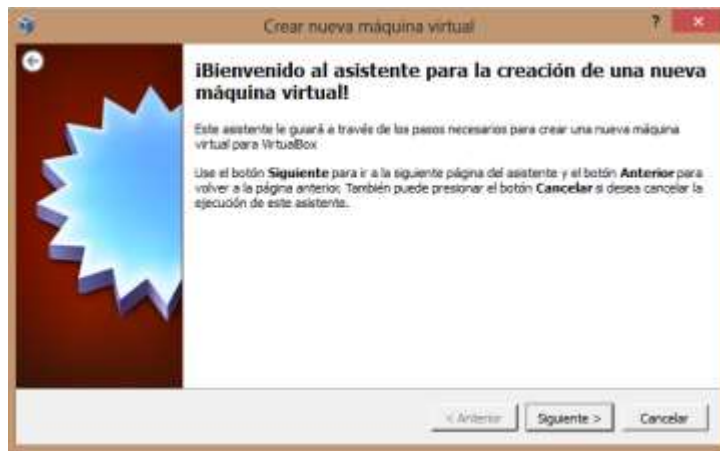 Crear nueva máquina virtual
¡Bienvenido al asistente para la creación de una nueva
máquina virtual!
Este asistente le guiará a través de los pasos necesarios para crear una nueva máquina
virtual para VirtualBox
Use el botón Siguiente para ir a la siguiente página del asistente y el botón Anterior para
volver a la página anterior. También puede presionar el botón Cancelar si desea cancelar la
ejecución de este asistente.
< Anterior Siguiente > Cancelar